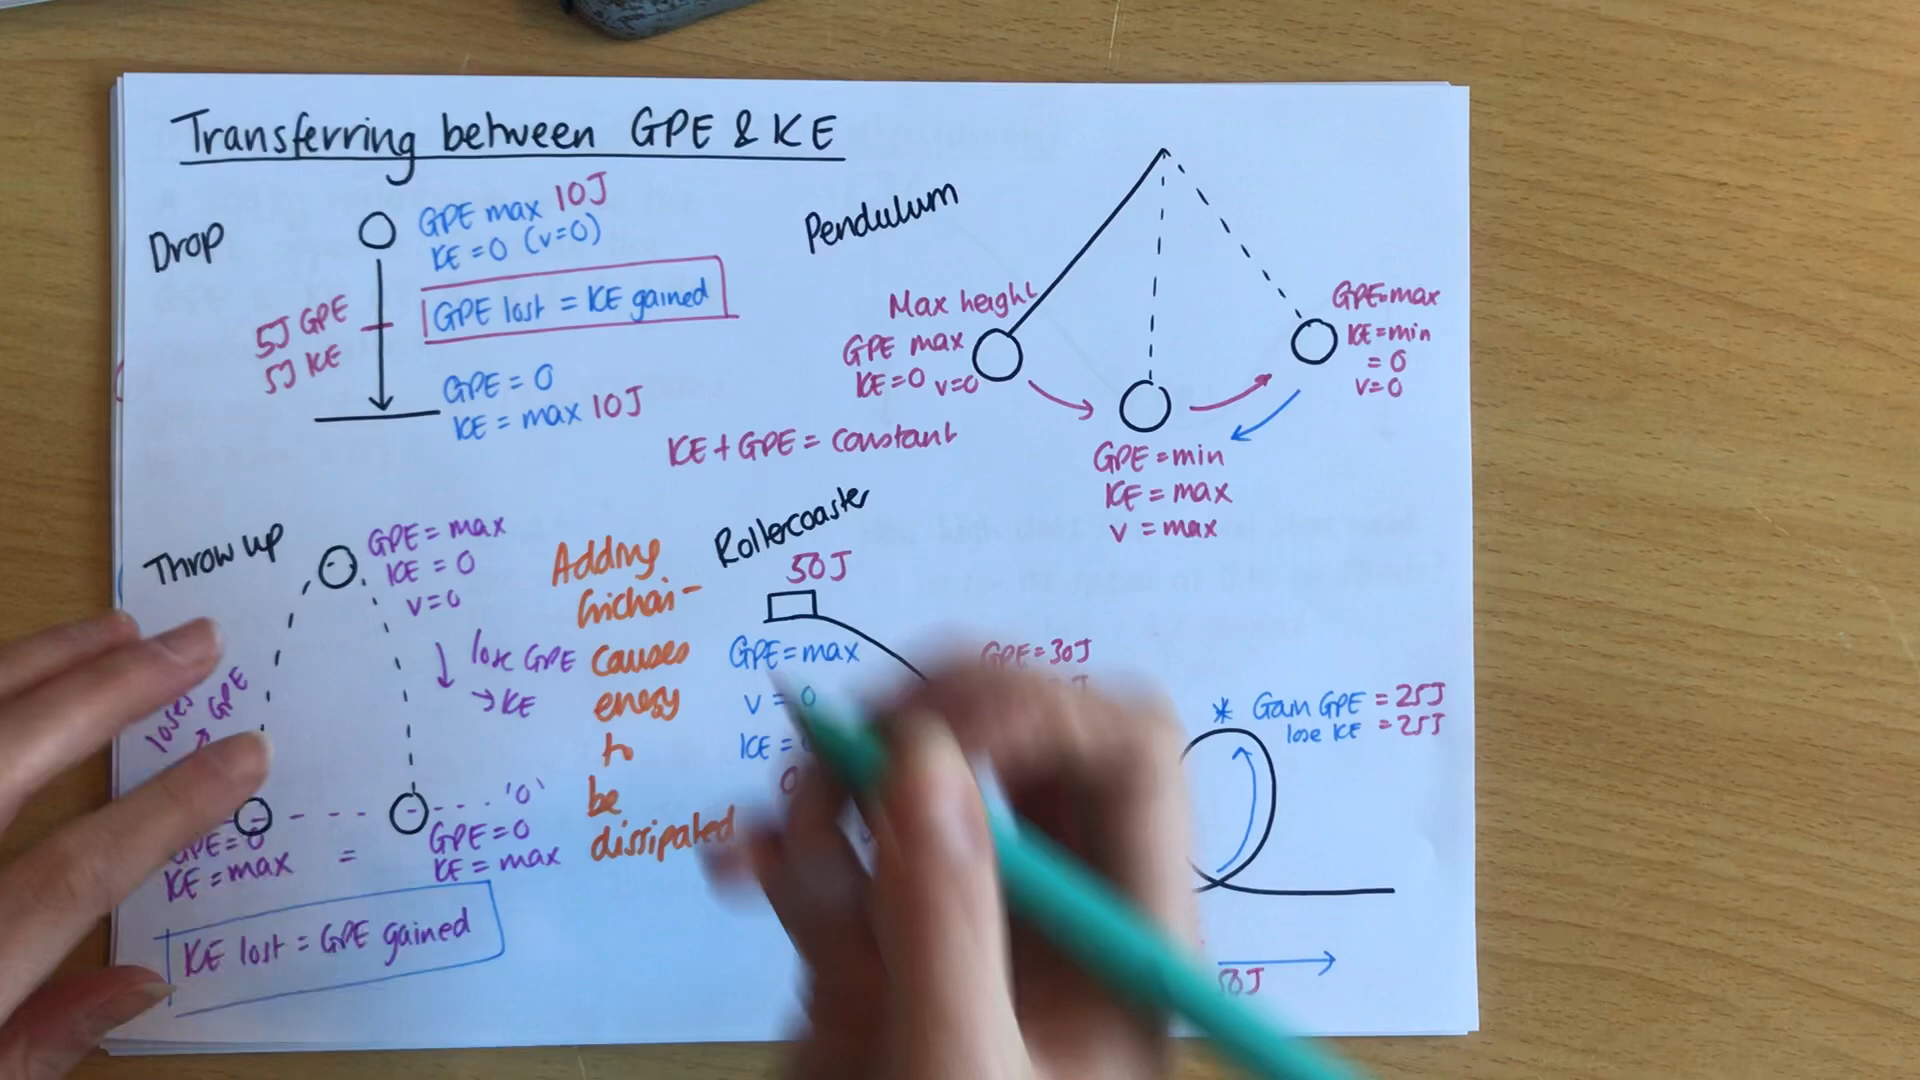 Transferring between GPE & KE
Drop
GPE max 10J
KE = 0 (v=0)
GPE lost = KE gained
5J GPE
5J KE
GPE = 0
KE = max 10J
Pendulum
Max height
GPE max
KE=0 v=0
GPE=max
KE=min
= 0
v=0
GPE=min
KE = max
v = max
KE + GPE = constant
Throw up
GPE = max
KE = 0
v=0
lose GPE
→ KE
loses
GPE
'0'
GPE=0
KE = max
=
GPE=0
KE = max
KE lost = GPE gained
Adding
causes
energy
to
be
dissipated
Rollercoaster
50J
GPE=max
v = 0
KE =
GPE=30J
* Gain GPE = 25J
lose KE = 25J